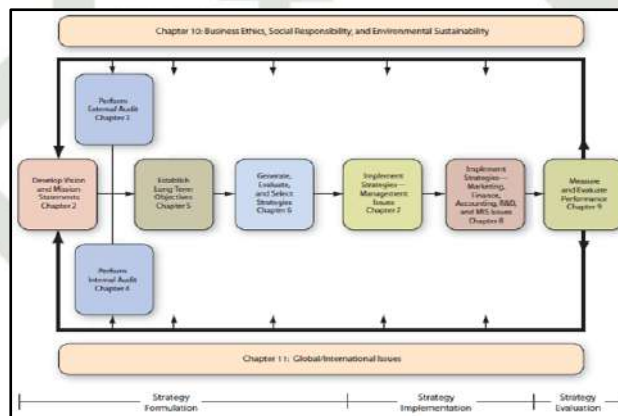 Chapter 10: Business Ethics, Social Responsibility, and Environmental Sustainability
Perform
External Audit
Chapter 3
Develop Vision
and Mission
Statements
Chapter 2
Establish
Long-Term
Objectives
Chapter 5
Generate,
Evaluate,
and Select
Strategies
Chapter 6
Implement
Strategies—
Management
Issues
Chapter 7
Implement
Strategies—
Marketing,
Finance,
Accounting, R&D,
and MIS Issues
Chapter 8
Measure
and Evaluate
Performance
Chapter 9
Perform
Internal Audit
Chapter 4
Chapter 11: Global/International Issues
Strategy
Formulation
Strategy
Implementation
Strategy
Evaluation